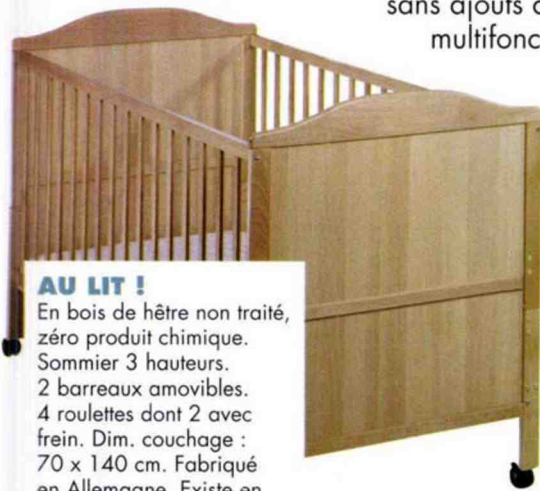 sans ajouts
multifonc
AU LIT !
En bois de hêtre non traité,
zéro produit chimique.
Sommier 3 hauteurs.
2 barreaux amovibles.
4 roulettes dont 2 avec
frein. Dim. couchage :
70 x 140 cm. Fabriqué
en Allemagne. Existe en